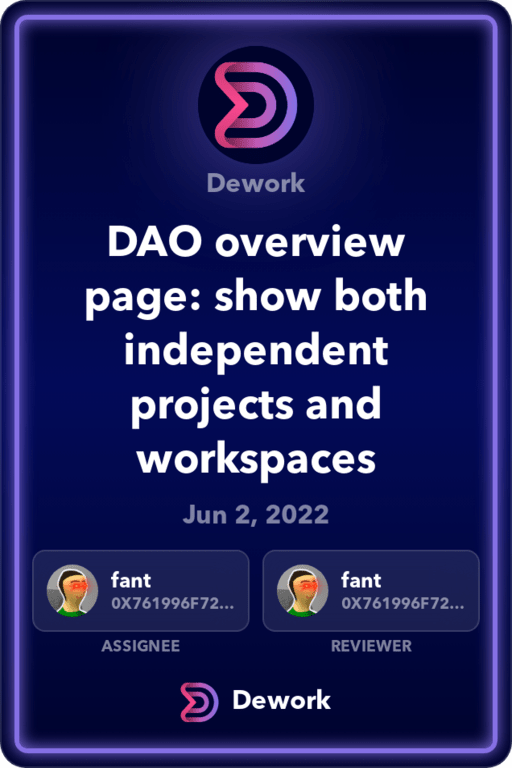 Dework
DAO overview
page: show both
independent
projects and
workspaces
Jun 2, 2022
fant
0X761996F72...
ASSIGNEE
fant
0X761996F72...
REVIEWER
Dework